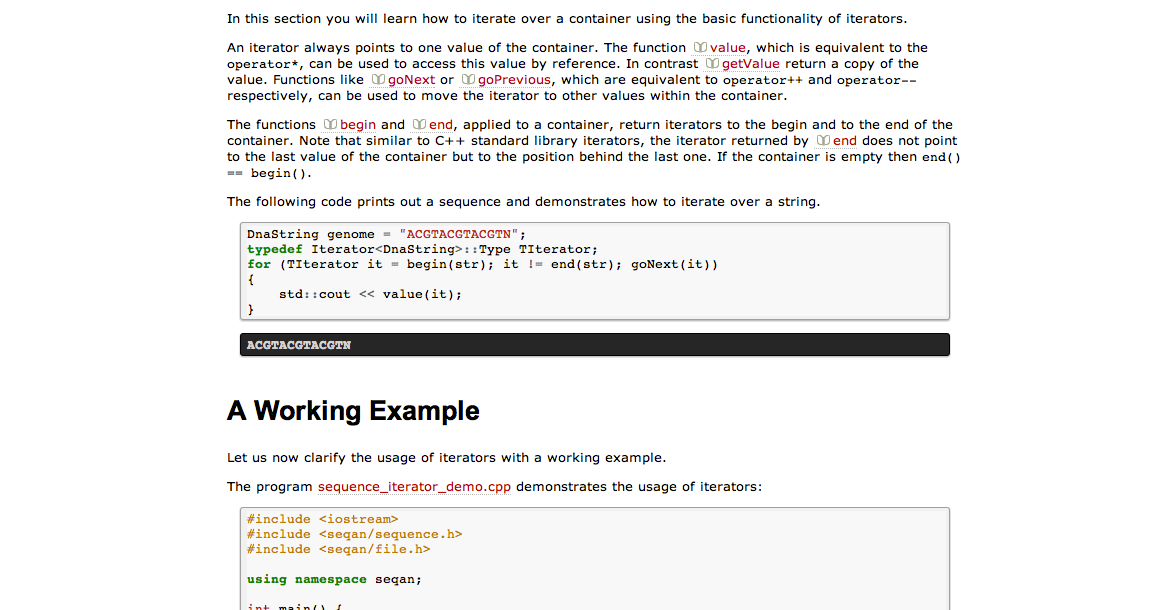 In this section you will learn how to iterate over a container using the basic functionality of iterators.
An iterator always points to one value of the container. The function value, which is equivalent to the
operator*, can be used to access this value by reference. In contrast getValue return a copy of the
value. Functions like goNext or goPrevious, which are equivalent to operator++ and operator--
respectively, can be used to move the iterator to other values within the container.
The functions begin and end, applied to a container, return iterators to the begin and to the end of the
container. Note that similar to C++ standard library iterators, the iterator returned by end does not point
to the last value of the container but to the position behind the last one. If the container is empty then end()
== begin().
The following code prints out a sequence and demonstrates how to iterate over a string.
DnaString genome = "ACGTACGTACGTN";
typedef Iterator<DnaString>::Type TIterator;
for (TIterator it = begin(str); it != end(str); goNext(it))
{
    std::cout << value(it);
}
ACGTACGTACGTN
A Working Example
Let us now clarify the usage of iterators with a working example.
The program sequence_iterator_demo.cpp demonstrates the usage of iterators:
#include <iostream>
#include <seqan/sequence.h>
#include <seqan/file.h>
using namespace seqan;
int main() {